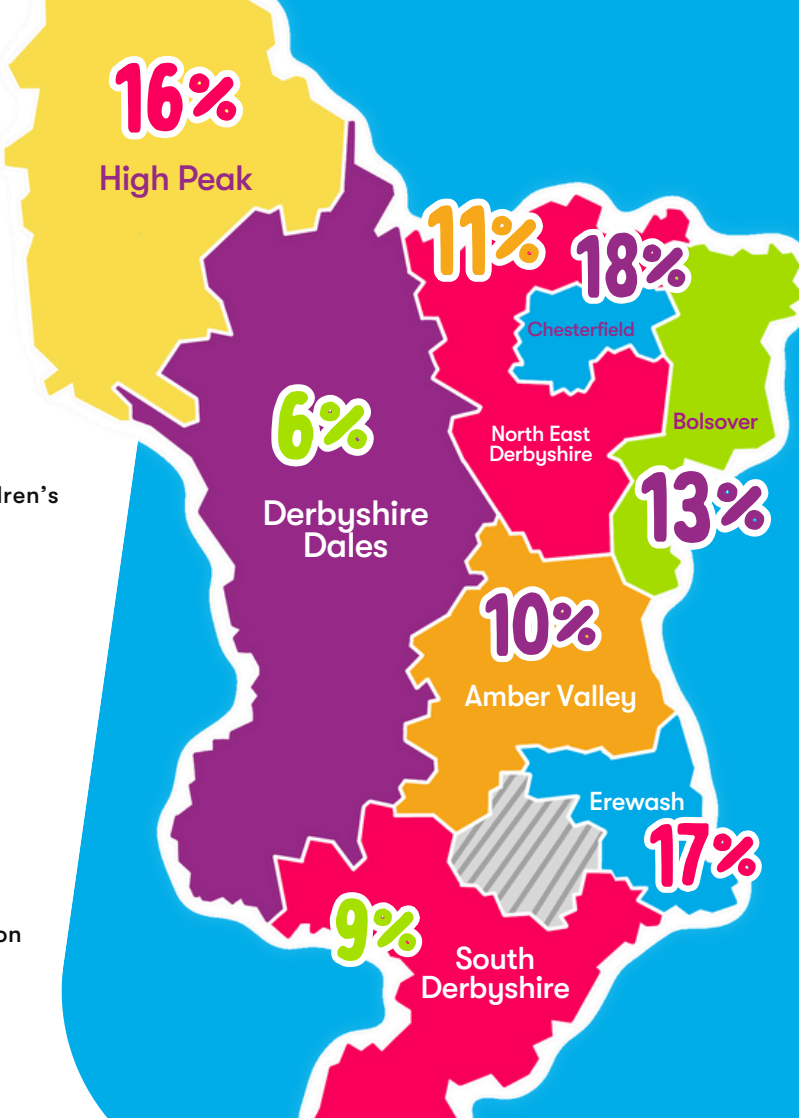 16%
High Peak
11%
18%
Chesterfield
6%
Bolsover
North East
Derbyshire
13%
Derbyshire
Dales
10%
Amber Valley
Erewash
17%
9%
South
Derbyshire